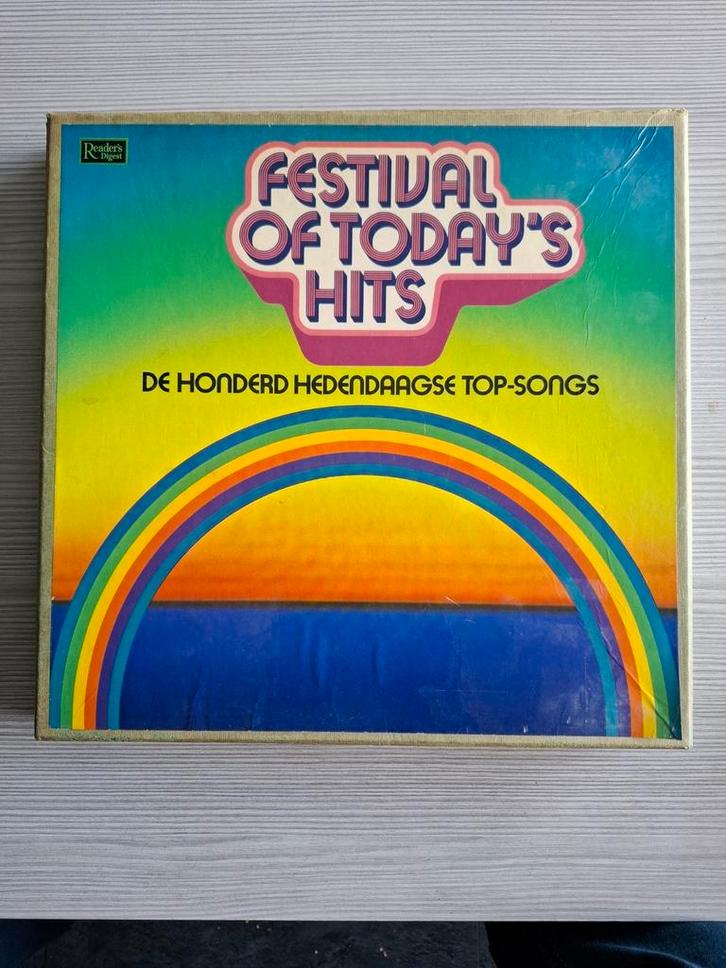 Reader's
Digest
FESTIVAL
OF TODAY'S
HITS
DE HONDERD HEDENDAAGSE TOP-SONGS